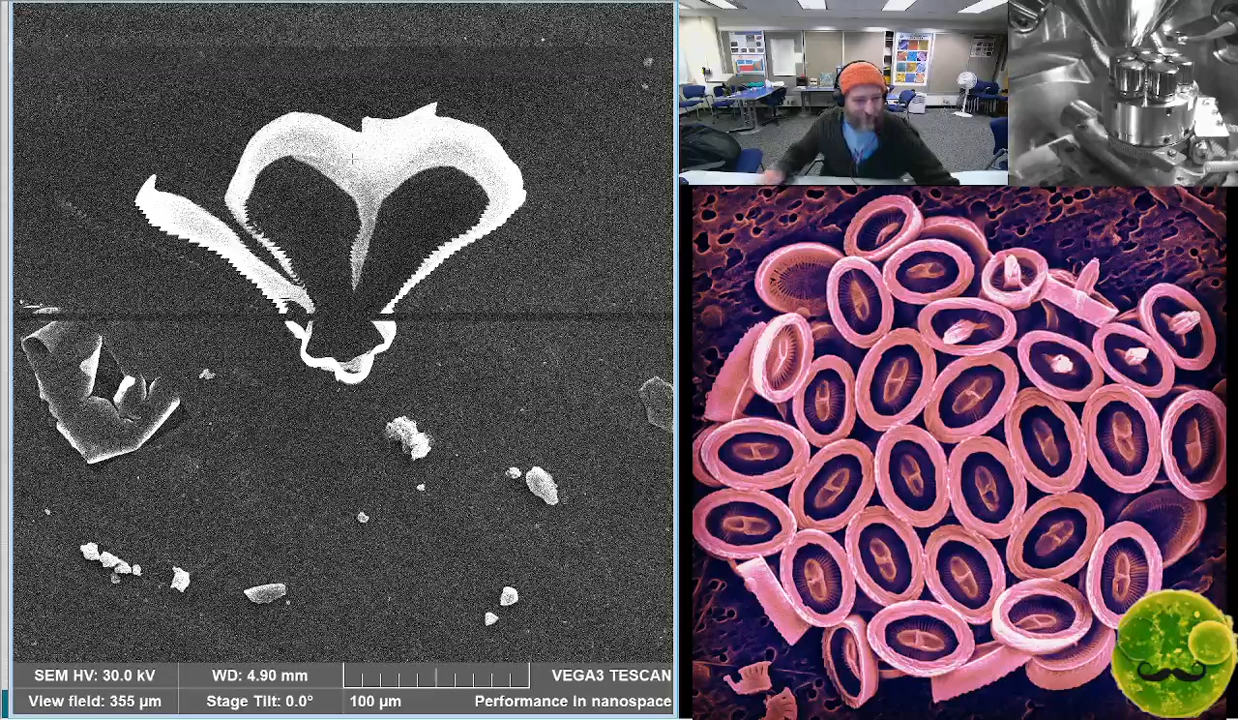 SEM HV: 30.0 kV
WD: 4.90 mm
VEGA3 TESCAN
View field: 355 µm
Stage Tilt: 0.0°
100 µm
Performance in nanospace